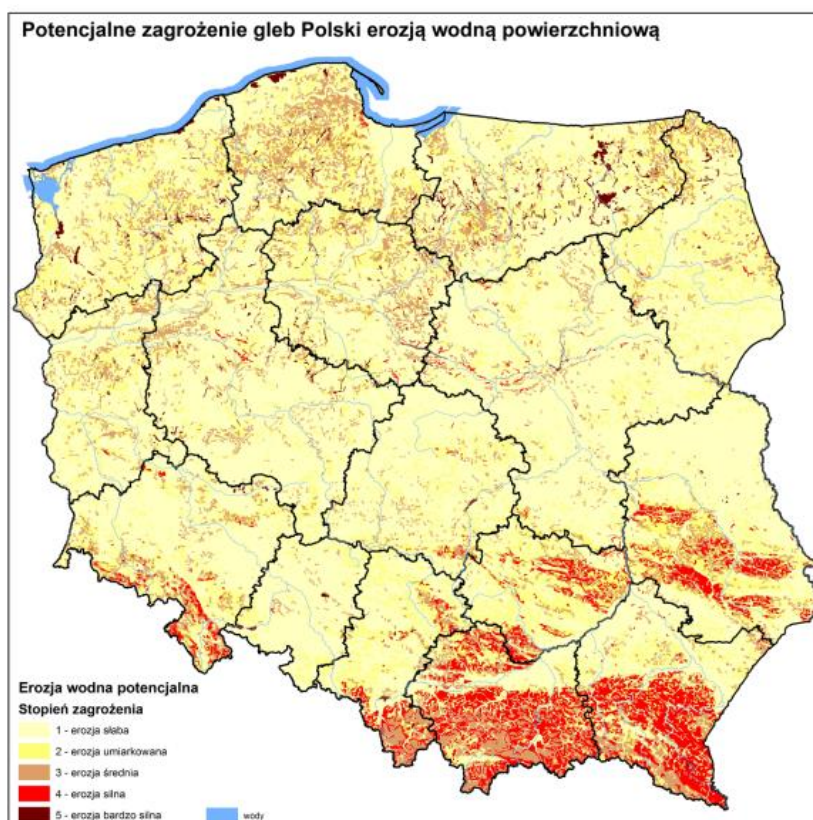 Potencjalne zagrożenie gleb Polski erozją wodną powierzchniową
Erozja wodna potencjalna
Stopień zagrożenia
1 - erozja słaba
2 - erozja umiarkowana
3 - erozja średnia
4 - erozja silna
5 - erozja bardzo silna
wody